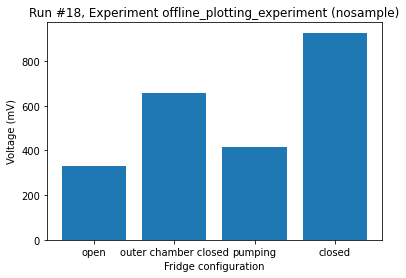 Run #18, Experiment offline_plotting_experiment (nosample)
Voltage (mV)
800
600
400
200
0
open outer chamber closed pumping closed
Fridge configuration